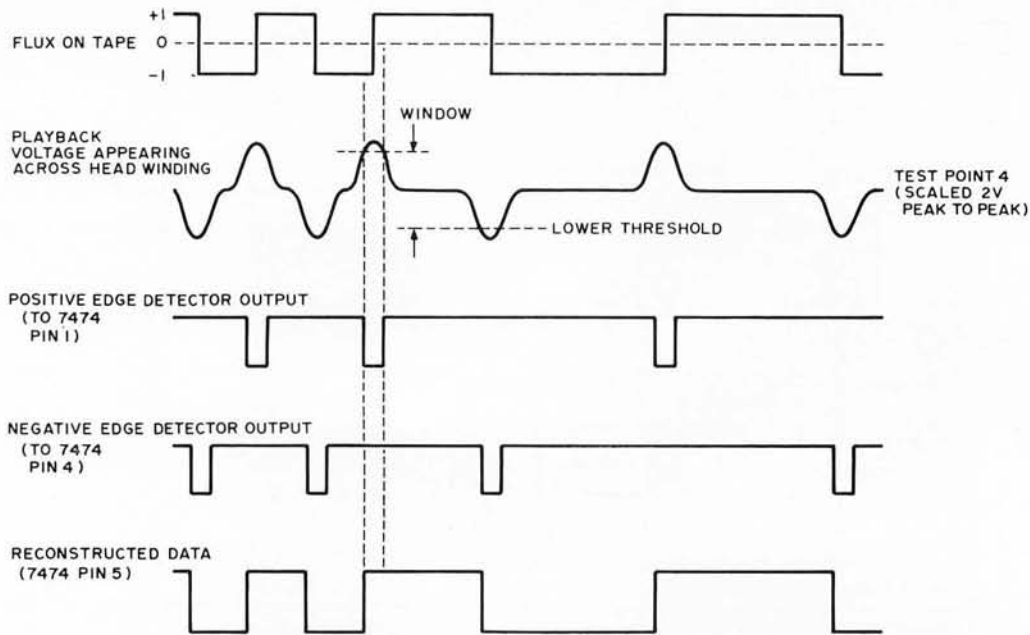 +1
FLUX ON TAPE 0
-1
WINDOW
PLAYBACK
VOLTAGE APPEARING
ACROSS HEAD WINDING
TEST POINT 4
(SCALED 2V
PEAK TO PEAK)
LOWER THRESHOLD
POSITIVE EDGE DETECTOR OUTPUT
(TO 7474
PIN 1)
NEGATIVE EDGE DETECTOR OUTPUT
(TO 7474
PIN 4)
RECONSTRUCTED DATA
(7474 PIN 5)